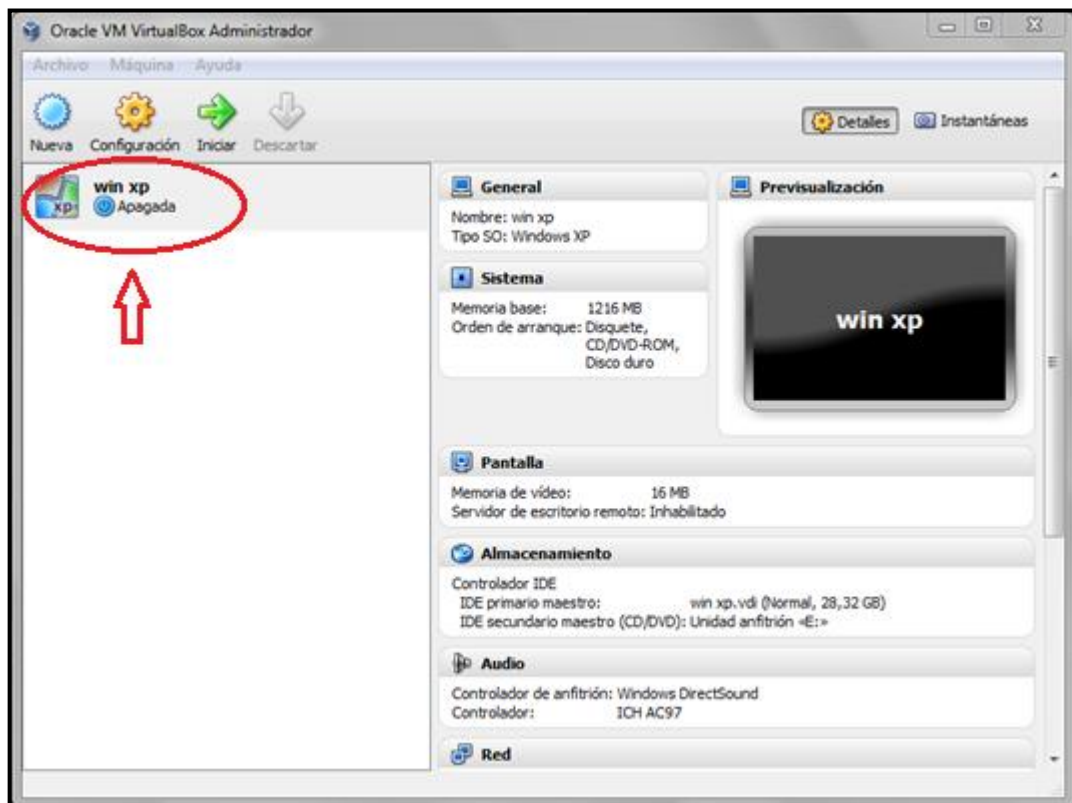 Oracle VM VirtualBox Administrador
Archivo Máquina Ayuda
Nueva Configuración Iniciar Descartar
Detalles Instantáneas
win xp
Apagada
xp
General
Nombre: win xp
Tipo SO: Windows XP
Previsualización
win xp
Sistema
Memoria base: 1216 MB
Orden de arranque: Disquete,
CD/DVD-ROM,
Disco duro
Pantalla
Memoria de vídeo: 16 MB
Servidor de escritorio remoto: Inhabilitado
Almacenamiento
Controlador IDE
IDE primario maestro: win xp.vdi (Normal, 28,32 GB)
IDE secundario maestro (CD/DVD): Unidad anfitrión «E:»
Audio
Controlador de anfitrión: Windows DirectSound
Controlador: ICH AC97
Red